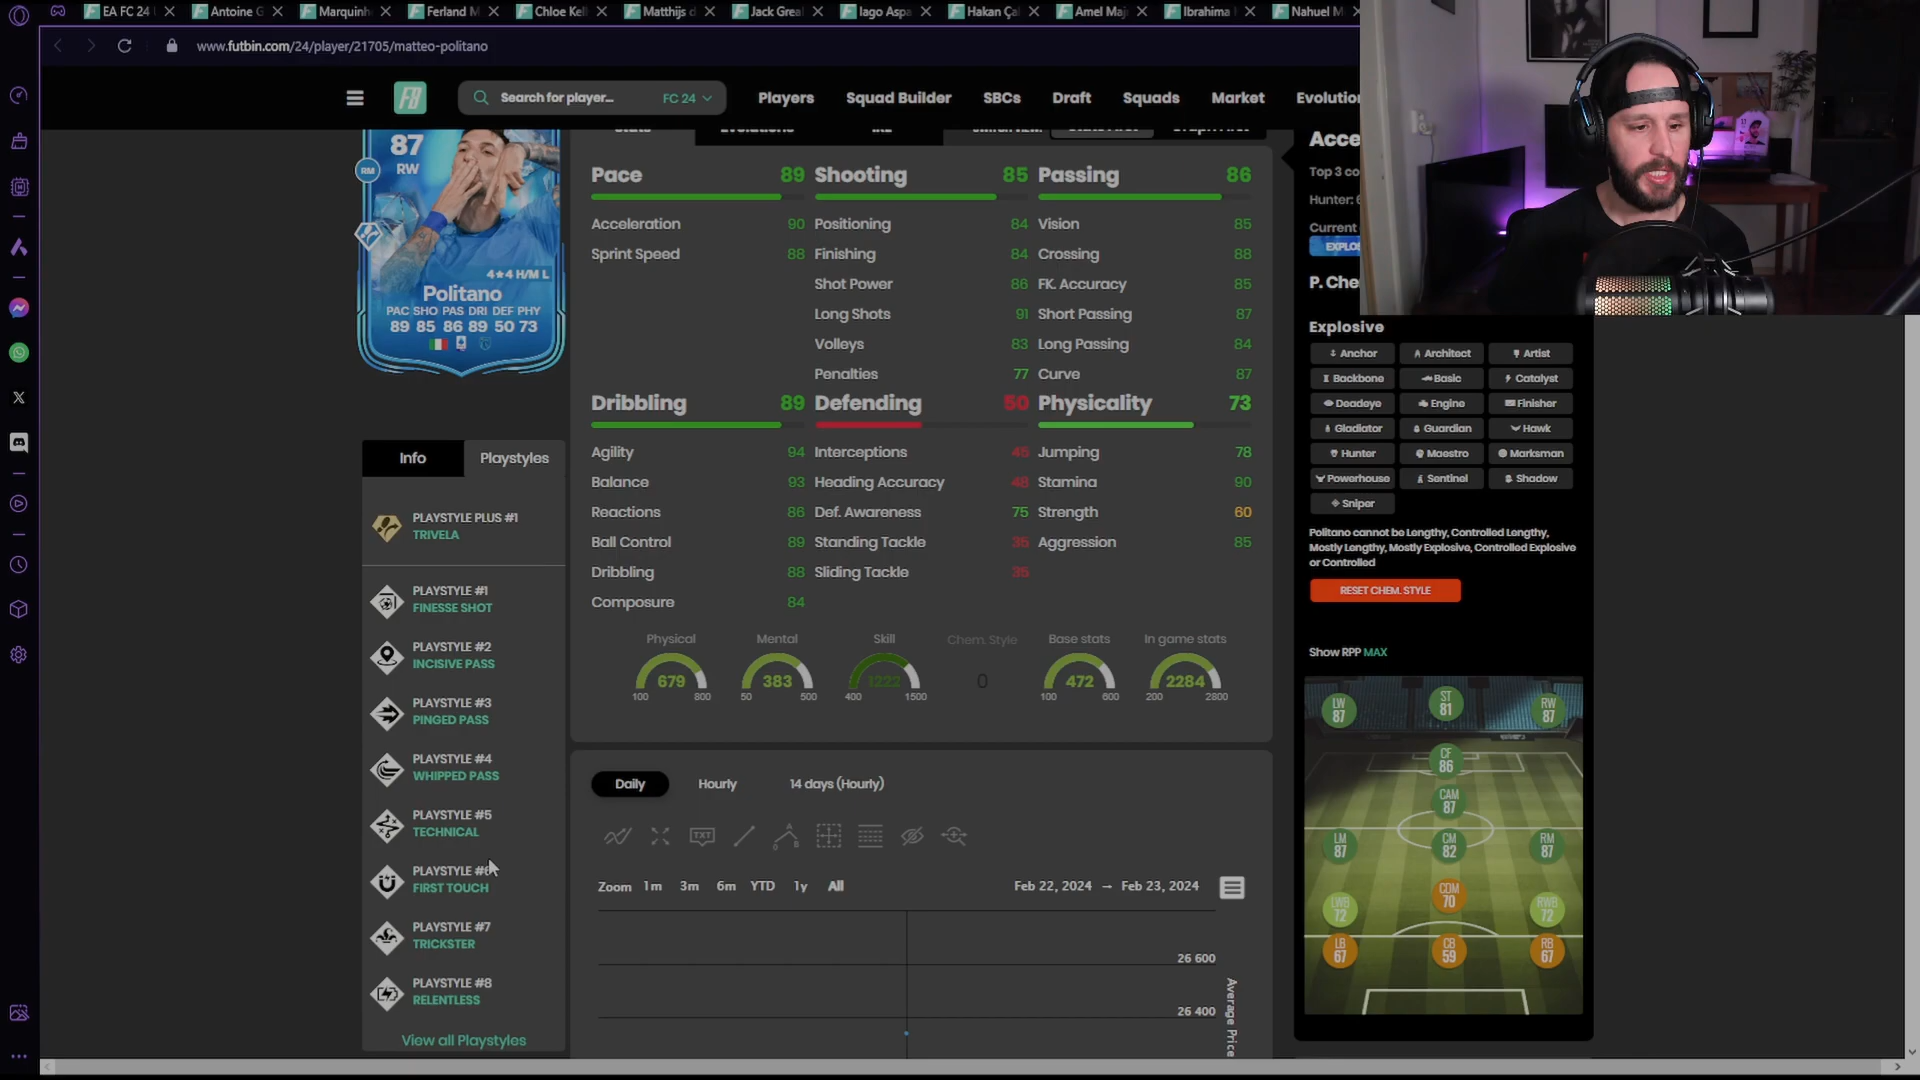 EA FC 24
Antoine G
Marquinh
Ferland M
Chloe Kel
Matthijs d
Jack Grea
Iago Aspa
Hakan Ça
Amel Maj
Ibrahima
Nahuel M
www.futbin.com/24/player/21705/matteo-politano
Search for player...
FC 24
Players
Squad Builder
SBCs
Draft
Squads
Market
Evolution
87
RW
RM
4★4 H/M L
Politano
PAC SHO PAS DRI DEF PHY
89 85 86 89 50 73
Info
Playstyles
PLAYSTYLE PLUS #1
TRIVELA
PLAYSTYLE #1
FINESSE SHOT
PLAYSTYLE #2
INCISIVE PASS
PLAYSTYLE #3
PINGED PASS
PLAYSTYLE #4
WHIPPED PASS
PLAYSTYLE #5
TECHNICAL
PLAYSTYLE #6
FIRST TOUCH
PLAYSTYLE #7
TRICKSTER
PLAYSTYLE #8
RELENTLESS
View all Playstyles
Pace 89
Acceleration 90
Sprint Speed 88
Shooting 85
Positioning 84
Finishing 84
Shot Power 86
Long Shots 91
Volleys 83
Penalties 77
Passing 86
Vision 85
Crossing 88
FK. Accuracy 85
Short Passing 87
Long Passing 84
Curve 87
Dribbling 89
Agility 94
Balance 93
Reactions 86
Ball Control 89
Dribbling 88
Composure 84
Defending 50
Interceptions 45
Heading Accuracy 48
Def. Awareness 75
Standing Tackle 35
Sliding Tackle 35
Physicality 73
Jumping 78
Stamina 90
Strength 60
Aggression 85
Physical
679
100 800
Mental
383
50 500
Skill
1222
400 1500
Chem. Style
0
Base stats
472
100 600
In game stats
2284
200 2800
Daily
Hourly
14 days (Hourly)
TXT
Zoom 1m 3m 6m YTD 1y All
Feb 22, 2024 → Feb 23, 2024
26 600
26 400
Average Price
Acce
Top 3 co
Hunter: 6
Current
EXPLOS
P. Che
Explosive
Anchor
Architect
Artist
Backbone
Basic
Catalyst
Deadeye
Engine
Finisher
Gladiator
Guardian
Hawk
Hunter
Maestro
Marksman
Powerhouse
Sentinel
Shadow
Sniper
Politano cannot be Lengthy, Controlled Lengthy,
Mostly Lengthy, Mostly Explosive, Controlled Explosive
or Controlled
RESET CHEM. STYLE
Show RPP MAX
LW 87
ST 81
RW 87
CF 86
CAM 87
LM 87
CM 82
RM 87
CDM 70
LWB 72
RWB 72
LB 67
CB 59
RB 67